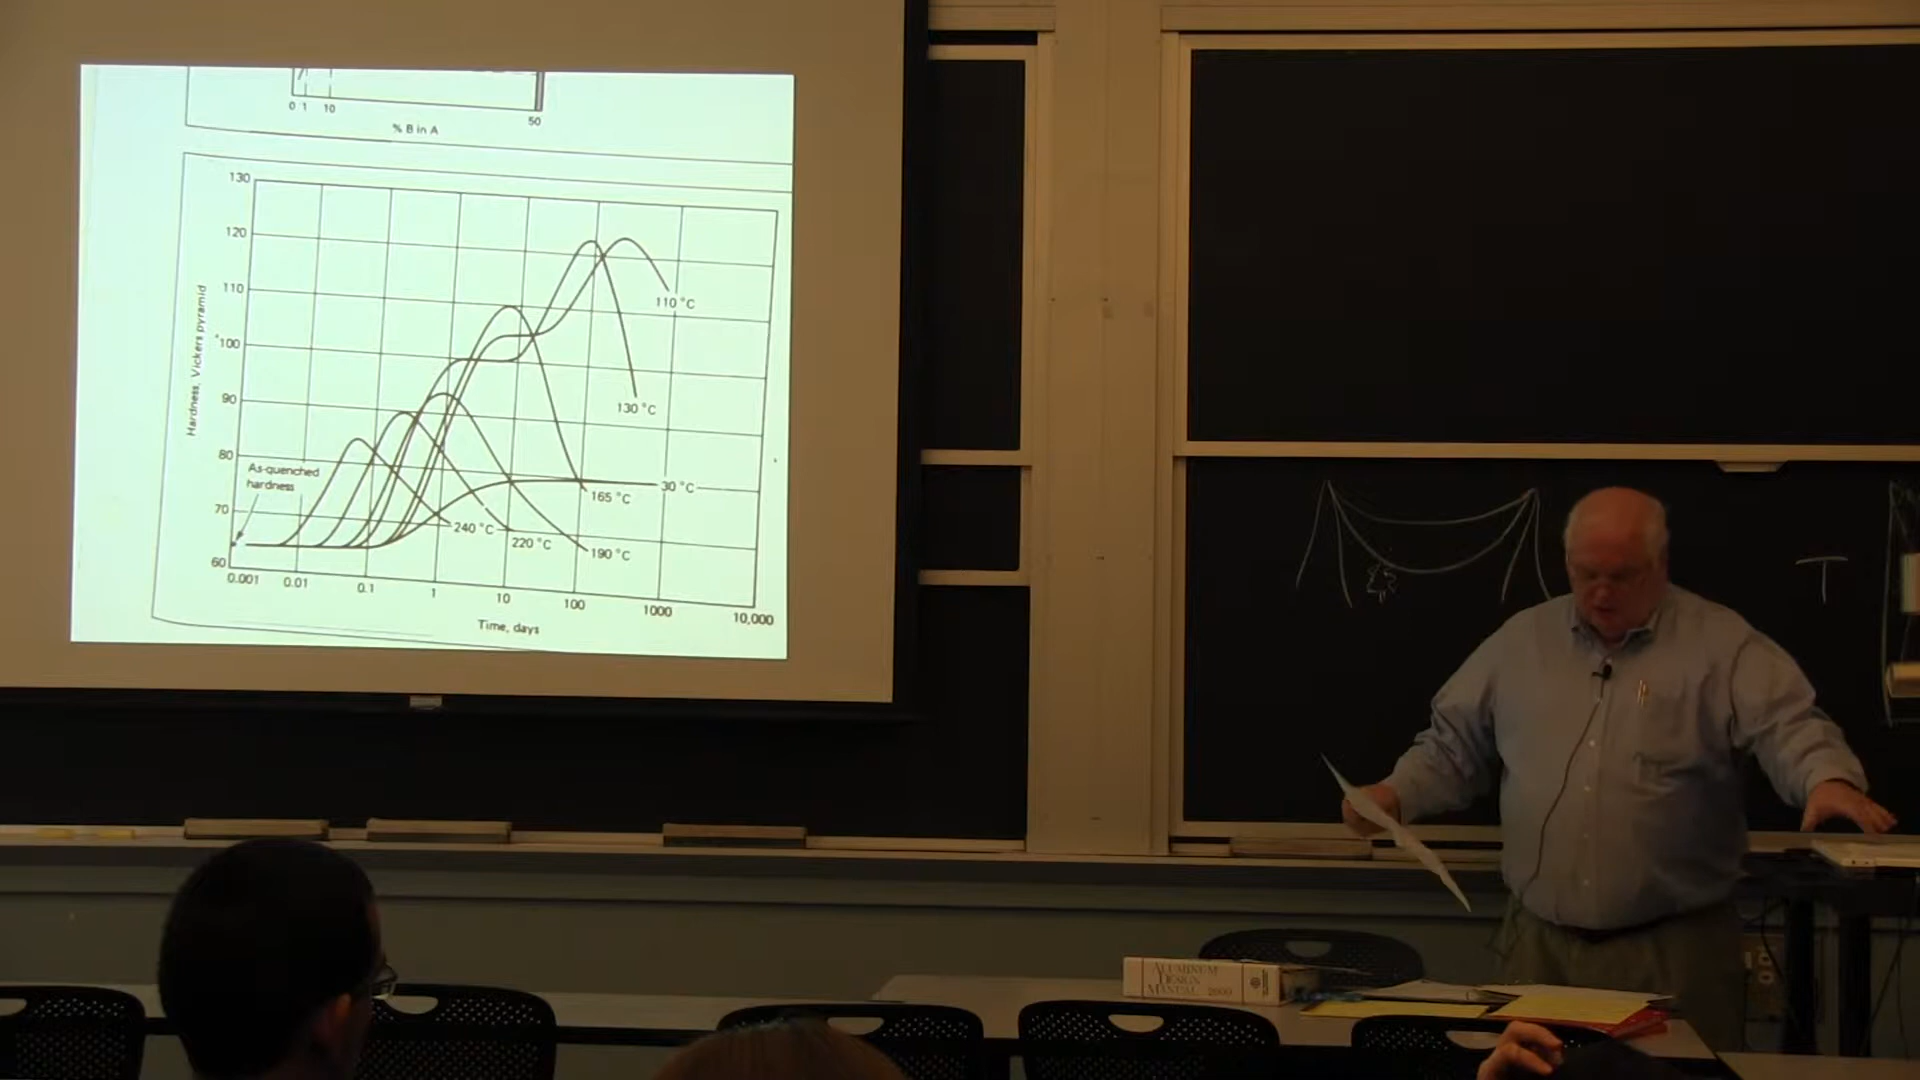 0 1 10 50
% B in A
130
120
110
100
90
80
70
60
Hardness, Vickers pyramid
As-quenched
hardness
110 °C
130 °C
30 °C
165 °C
240 °C
220 °C
190 °C
0.001 0.01 0.1 1 10 100 1000 10,000
Time, days
T
ALUMINUM
DESIGN
MANUAL 2000